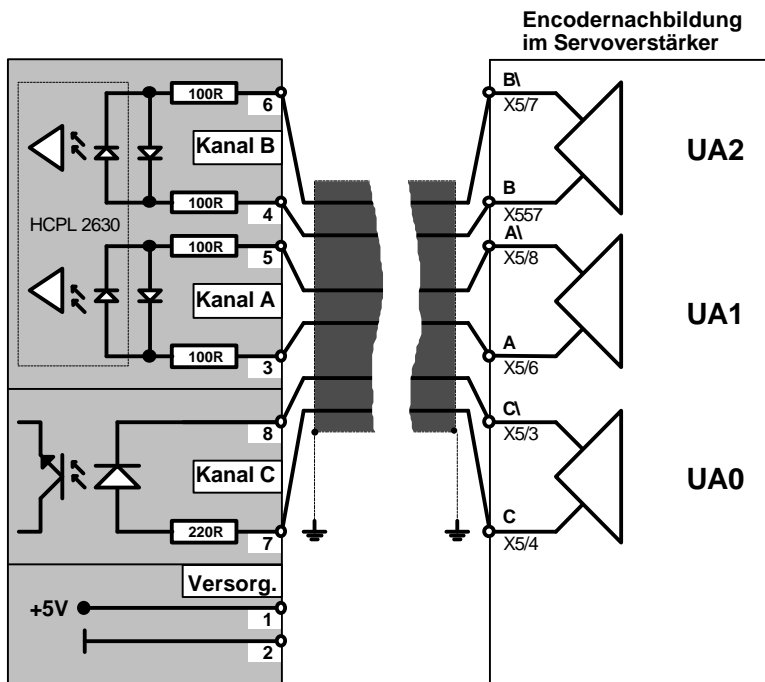 Encodernachbildung
im Servoverstärker
100R
6
Kanal B
100R
4
HCPL 2630
100R
5
Kanal A
100R
3
8
Kanal C
220R
7
Versorg.
+5V
1
2
B\
X5/7
UA2
B
X557
A\
X5/8
UA1
A
X5/6
C\
X5/3
UA0
C
X5/4